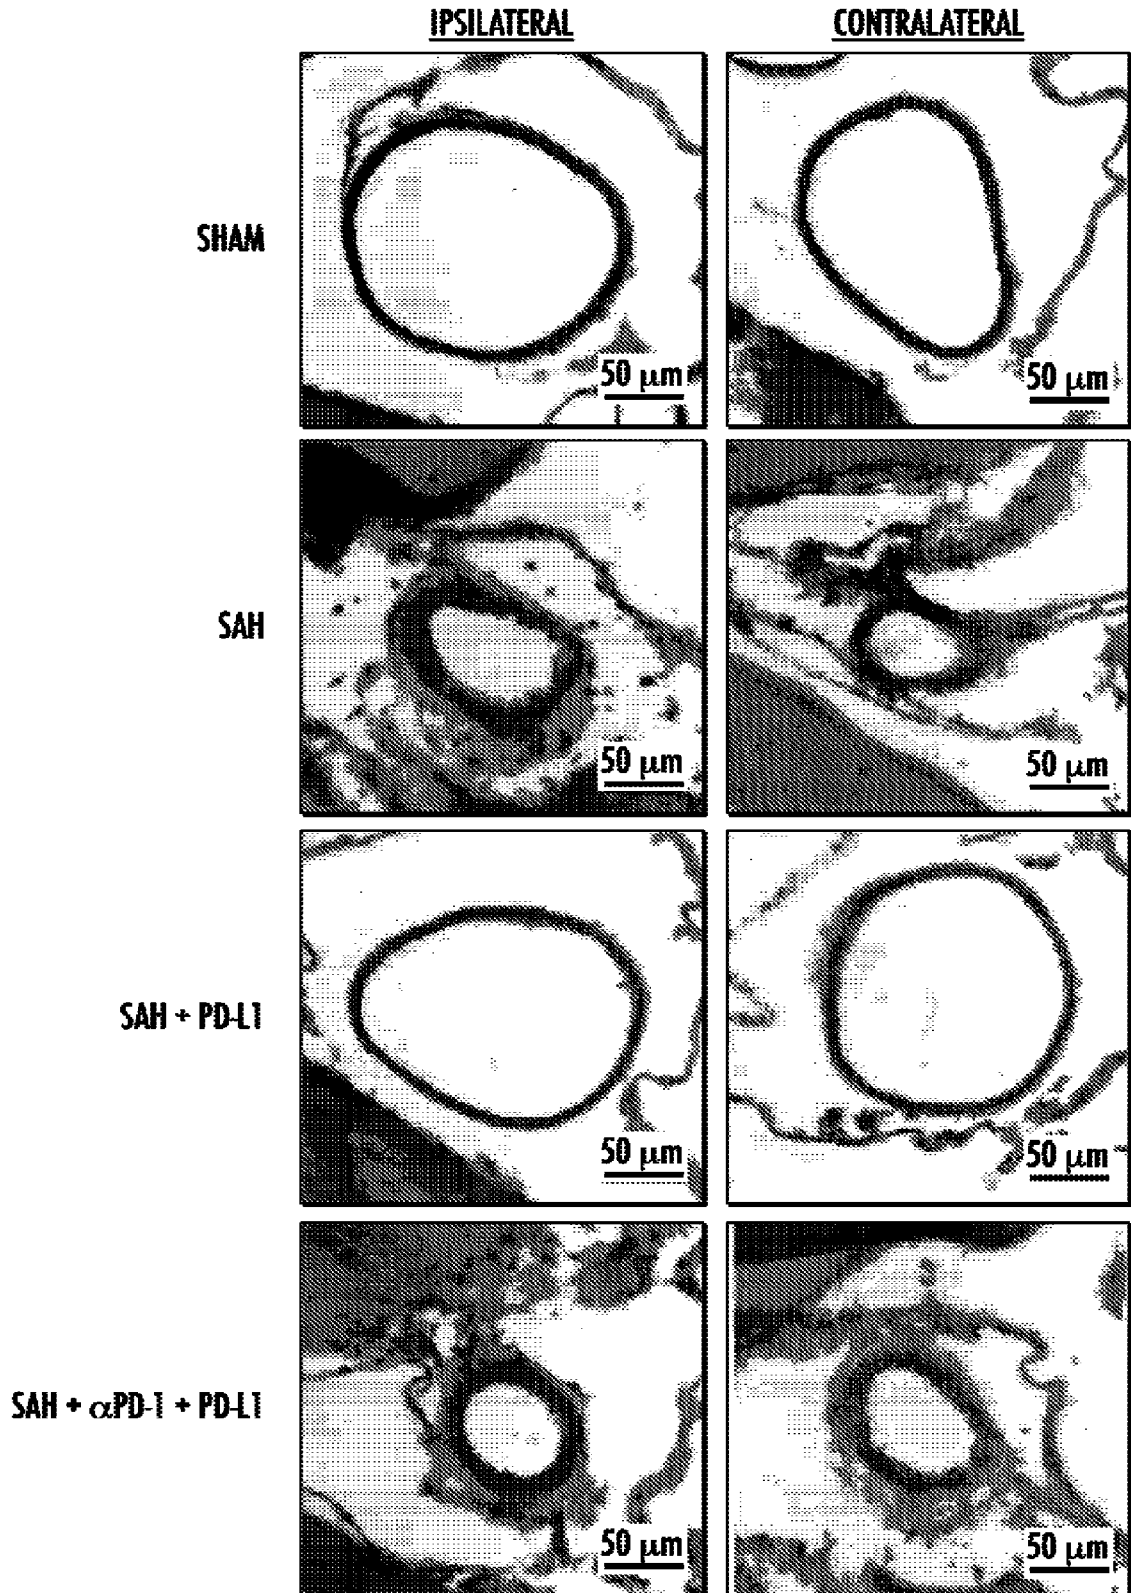 IPSILATERAL CONTRALATERAL
SHAM
50 μm 50 μm
SAH
50 μm 50 μm
SAH + PD-L1
50 μm 50 μm
SAH + αPD-1 + PD-L1
50 μm 50 μm